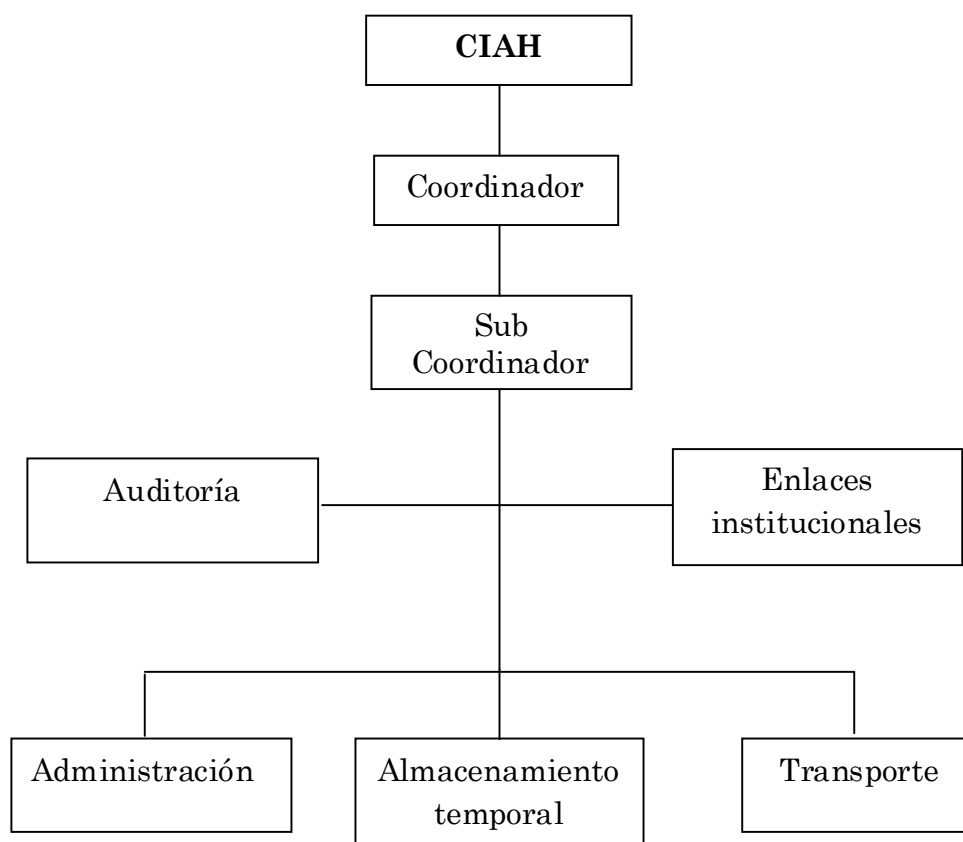 CIAH
Coordinador
Sub
Coordinador
Auditoría
Enlaces
institucionales
Administración
Almacenamiento
temporal
Transporte